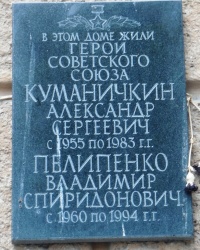 В ЭТОМ ДОМЕ ЖИЛИ
ГЕРОИ
СОВЕТСКОГО
СОЮЗА
КУМАНИЧКИН
АЛЕКСАНДР
СЕРГЕЕВИЧ
С 1955 ПО 1983 Г.Г.
ПЕЛИПЕНКО
ВЛАДИМИР
СПИРИДОНОВИЧ
С 1960 ПО 1994 Г.Г.